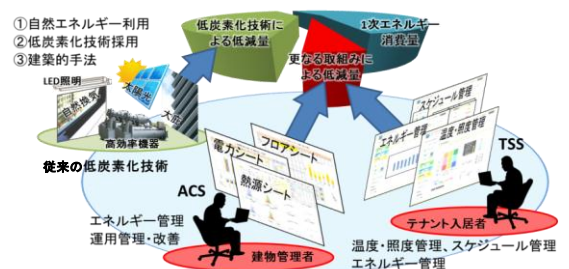 ①自然エネルギー利用
②低炭素化技術採用
③建築的手法
低炭素化技術に
よる低減量
1次エネルギー
消費量
更なる取組みに
よる低減量
LED照明
自然換気
太陽光
大庇
高効率機器
従来の低炭素化技術
電力シート
フロアシート
熱源シート
スケジュール管理
エネルギー管理
温度・照度管理
ACS
TSS
エネルギー管理
運用管理・改善
建物管理者
テナント入居者
温度・照度管理、スケジュール管理
エネルギー管理